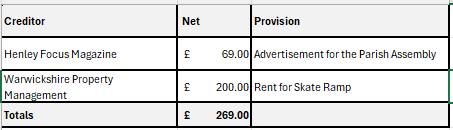 Creditor Net Provision
Henley Focus Magazine £ 69.00 Advertisement for the Parish Assembly
Warwickshire Property
Management £ 200.00 Rent for Skate Ramp
Totals £ 269.00